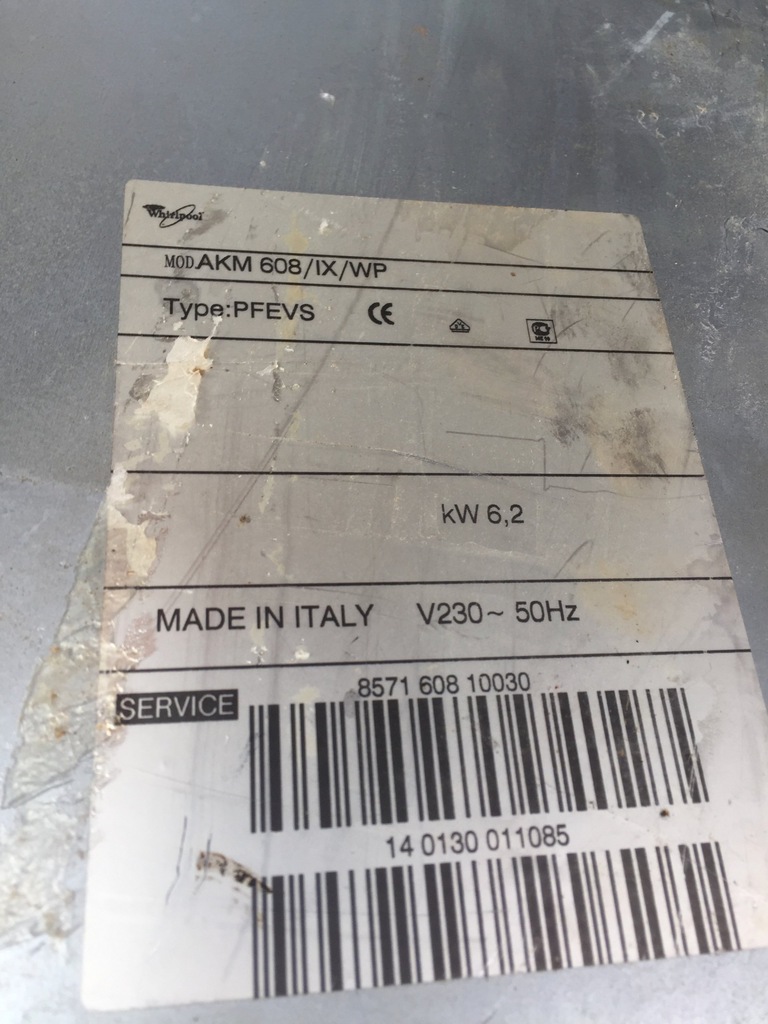 Whirlpool
MOD.AKM 608/IX/WP
Type:PFEVS CE
kW 6,2
MADE IN ITALY V230~ 50Hz
SERVICE
8571 608 10030
14 0130 011085